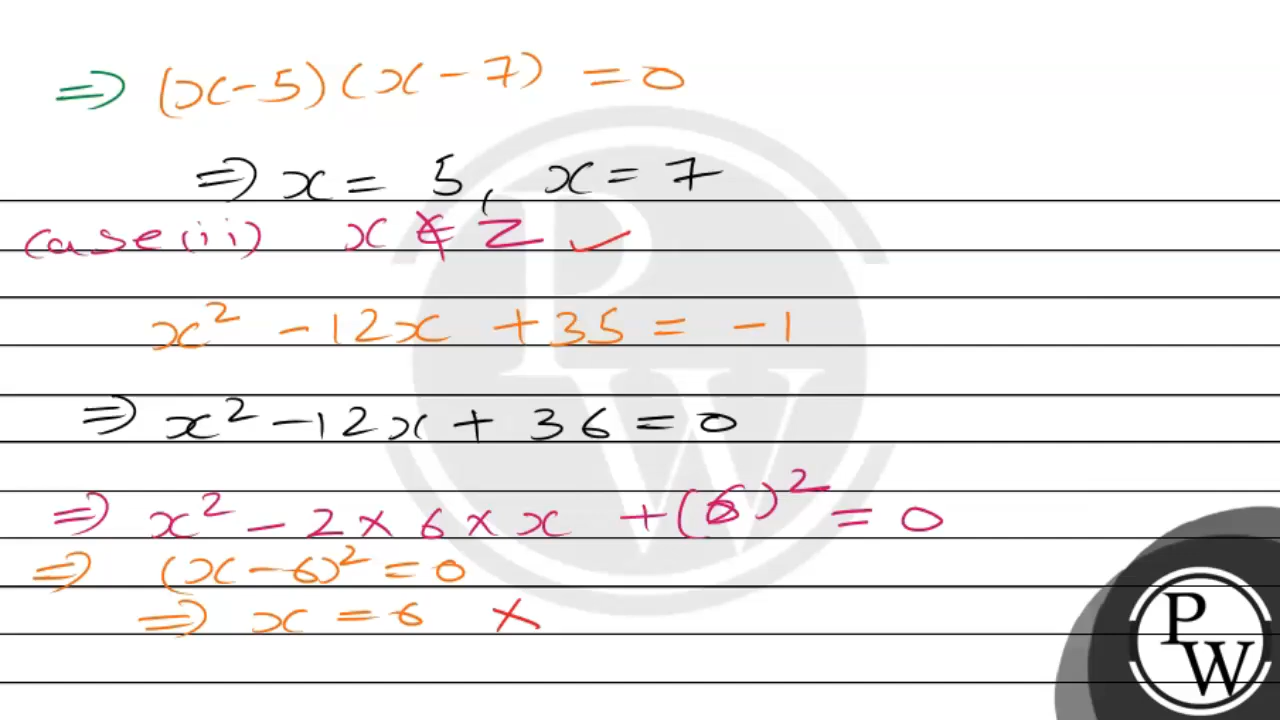 ⇒ (x-5)(x-7) = 0
⇒ x = 5, x = 7
case(ii) x < 2 ✓
x² - 12x + 35 = -1
⇒ x² - 12x + 36 = 0
⇒ x² - 2 × 6 × x + (6)² = 0
⇒ (x-6)² = 0
⇒ x = 6 ×
P
W
P
W